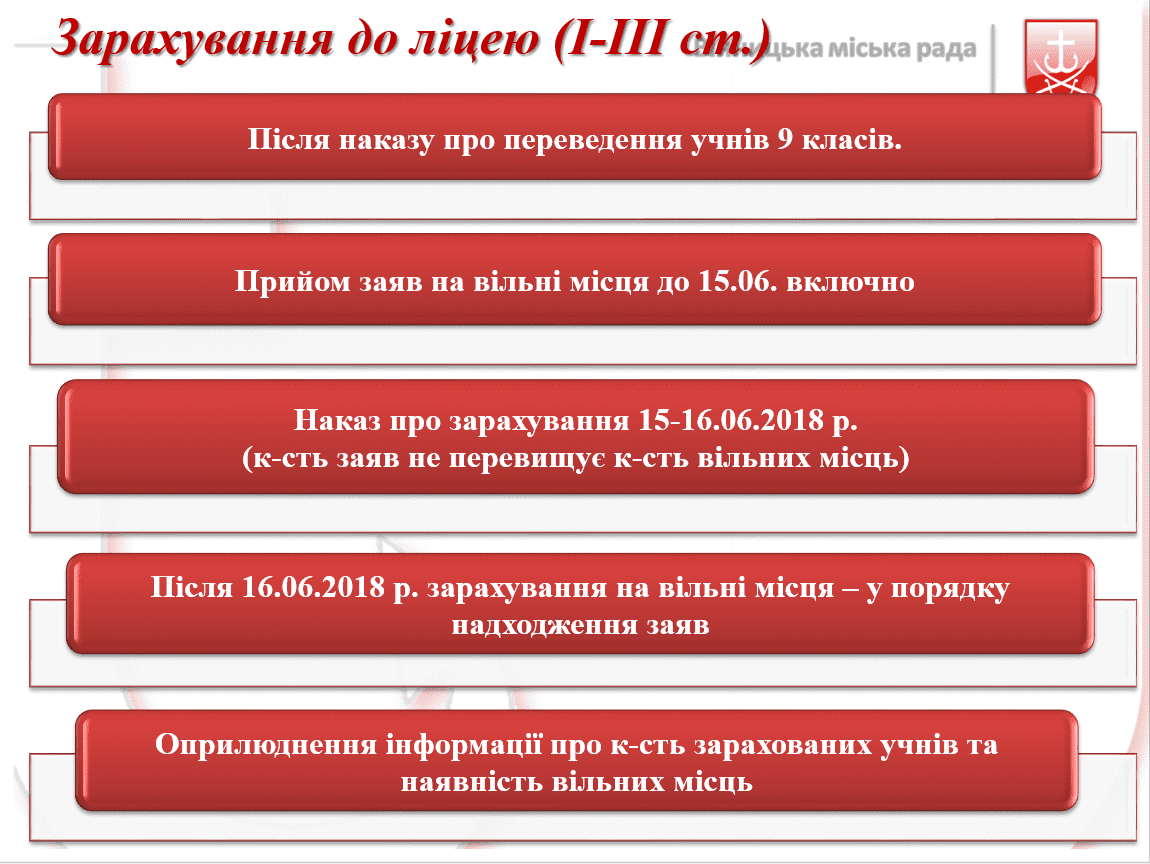 Зарахування до ліцею (І-ІІІ ст.)
міська рада
Після наказу про переведення учнів 9 класів.
Прийом заяв на вільні місця до 15.06. включно
Наказ про зарахування 15-16.06.2018 р.
(к-сть заяв не перевищує к-сть вільних місць)
Після 16.06.2018 р. зарахування на вільні місця – у порядку
надходження заяв
Оприлюднення інформації про к-сть зарахованих учнів та
наявність вільних місць